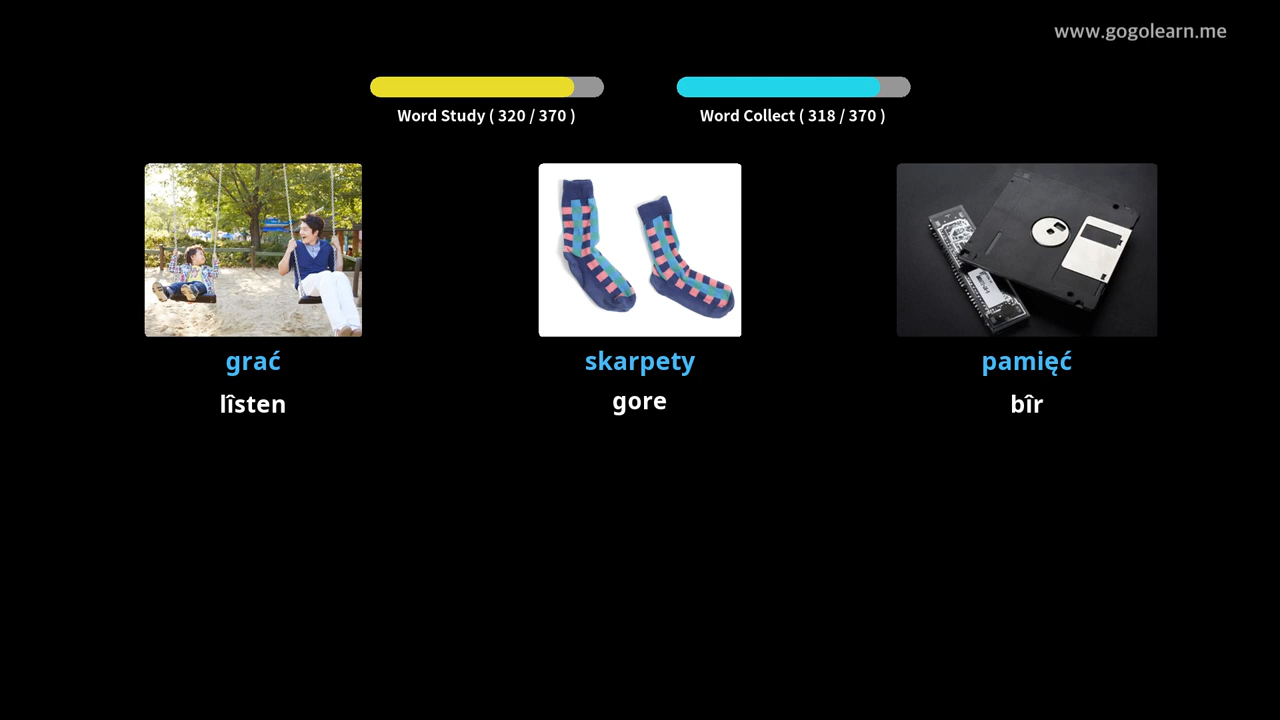 www.gogolearn.me
Word Study ( 320 / 370 )
Word Collect ( 318 / 370 )
grać
skarpety
pamięć
lîsten
gore
bîr